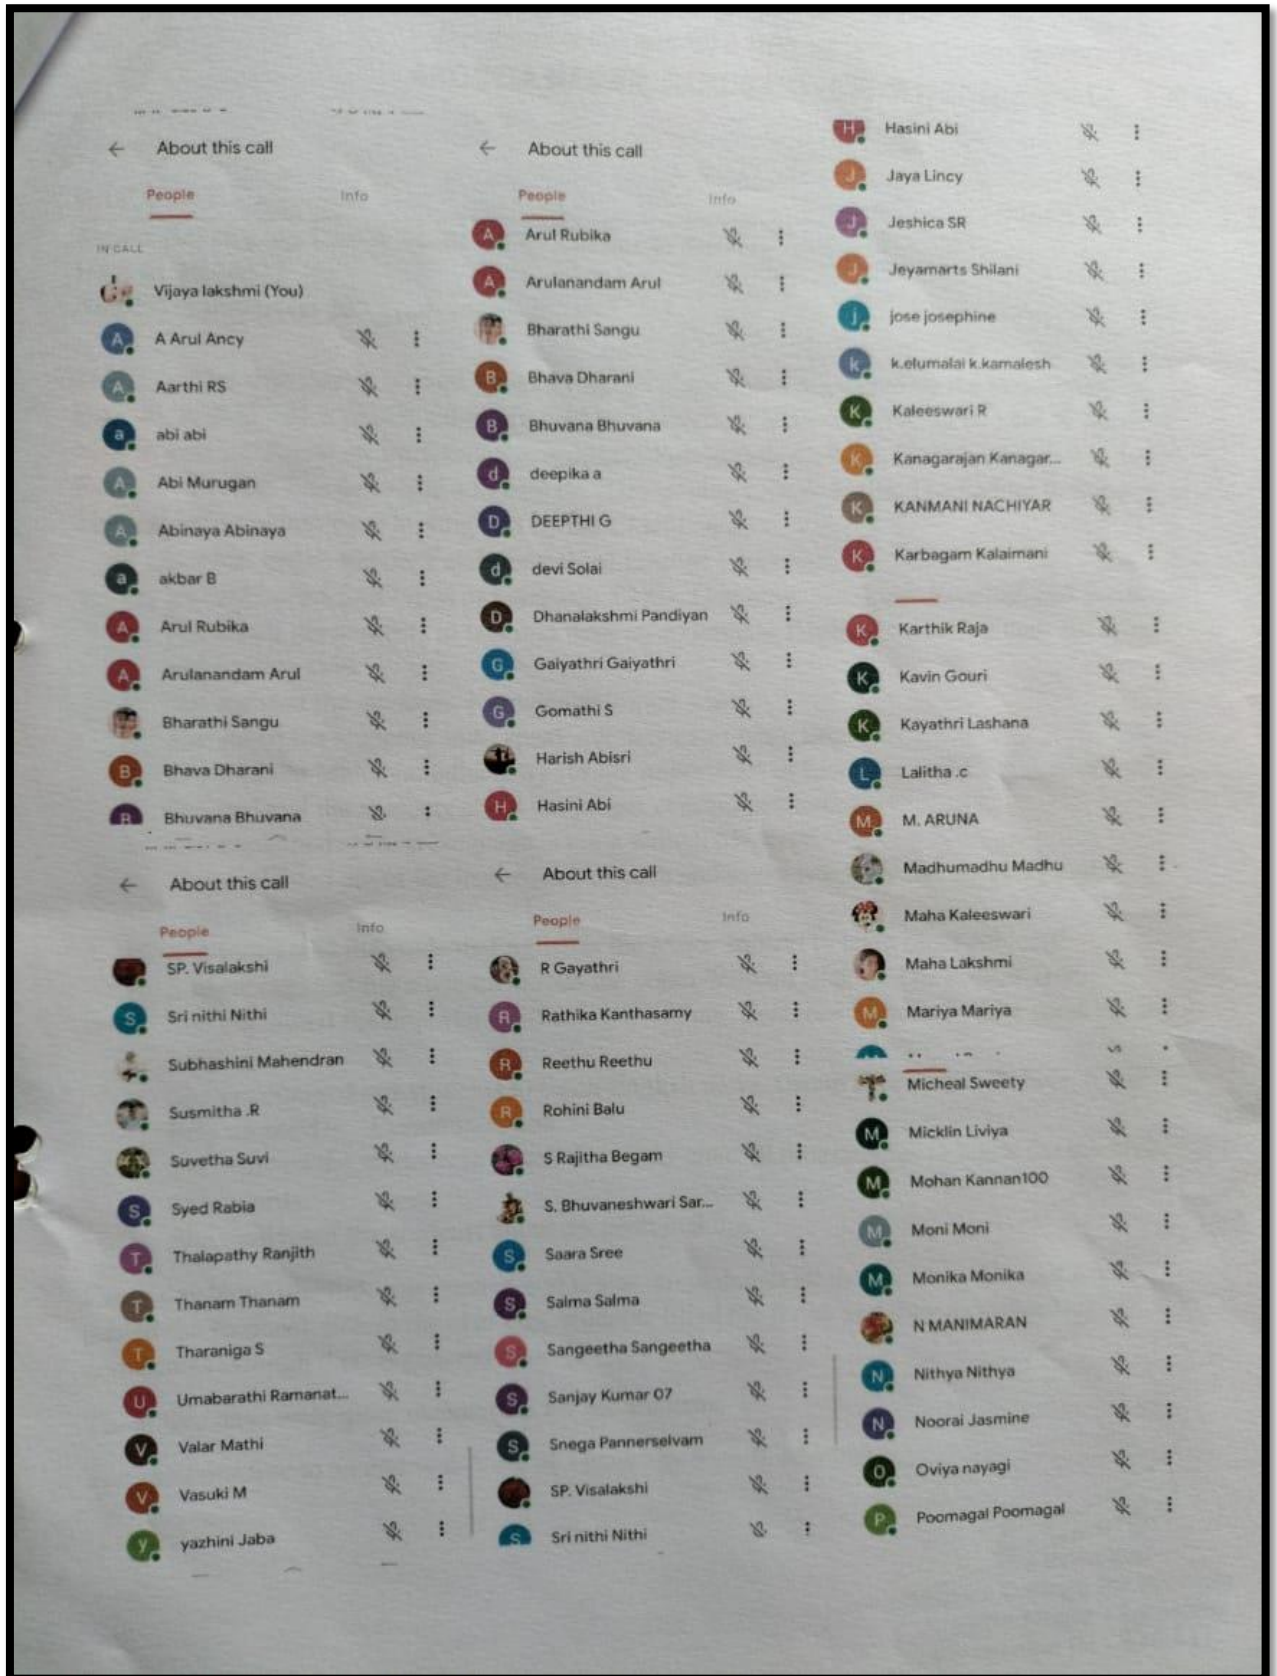 About this call
People Info
IN CALL
Vijaya lakshmi (You)
A Arul Ancy
Aarthi RS
abi abi
Abi Murugan
Abinaya Abinaya
akbar B
Arul Rubika
Arulanandam Arul
Bharathi Sangu
Bhava Dharani
Bhuvana Bhuvana
About this call
People Info
Arul Rubika
Arulanandam Arul
Bharathi Sangu
Bhava Dharani
Bhuvana Bhuvana
deepika a
DEEPTHI G
devi Solai
Dhanalakshmi Pandiyan
Gaiyathri Gaiyathri
Gomathi S
Harish Abisri
Hasini Abi
Hasini Abi
Jaya Lincy
Jeshica SR
Jeyamarts Shilani
jose josephine
k.elumalai k.kamalesh
Kaleeswari R
Kanagarajan Kanagar...
KANMANI NACHIYAR
Karbagam Kalaimani
Karthik Raja
Kavin Gouri
Kayathri Lashana
Lalitha .c
M. ARUNA
Madhumadhu Madhu
Maha Kaleeswari
Maha Lakshmi
Mariya Mariya
Micheal Sweety
Micklin Liviya
Mohan Kannan100
Moni Moni
Monika Monika
N MANIMARAN
Nithya Nithya
Noorai Jasmine
Oviya nayagi
Poomagal Poomagal
About this call
People Info
SP. Visalakshi
Sri nithi Nithi
Subhashini Mahendran
Susmitha .R
Suvetha Suvi
Syed Rabia
Thalapathy Ranjith
Thanam Thanam
Tharaniga S
Umabarathi Ramanat...
Valar Mathi
Vasuki M
yazhini Jaba
About this call
People Info
R Gayathri
Rathika Kanthasamy
Reethu Reethu
Rohini Balu
S Rajitha Begam
S. Bhuvaneshwari Sar...
Saara Sree
Salma Salma
Sangeetha Sangeetha
Sanjay Kumar 07
Snega Pannerselvam
SP. Visalakshi
Sri nithi Nithi